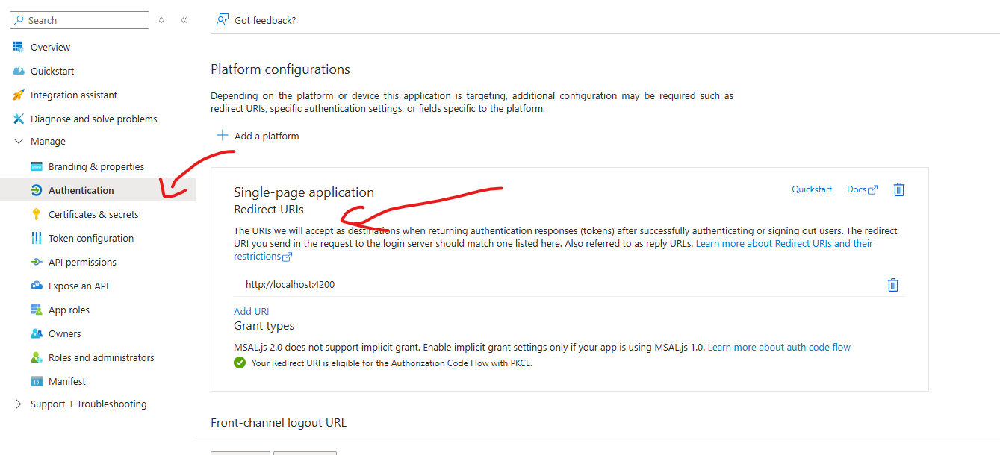 Search
Got feedback?
Overview
Quickstart
Integration assistant
Diagnose and solve problems
Manage
Branding & properties
Authentication
Certificates & secrets
Token configuration
API permissions
Expose an API
App roles
Owners
Roles and administrators
Manifest
Support + Troubleshooting
Platform configurations
Depending on the platform or device this application is targeting, additional configuration may be required such as
redirect URIs, specific authentication settings, or fields specific to the platform.
Add a platform
Single-page application
Quickstart
Docs
Redirect URIs
The URIs we will accept as destinations when returning authentication responses (tokens) after successfully authenticating or signing out users. The redirect
URI you send in the request to the login server should match one listed here. Also referred to as reply URLs. Learn more about Redirect URIs and their
restrictions
http://localhost:4200
Add URI
Grant types
MSAL.js 2.0 does not support implicit grant. Enable implicit grant settings only if your app is using MSAL.js 1.0. Learn more about auth code flow
Your Redirect URI is eligible for the Authorization Code Flow with PKCE.
Front-channel logout URL